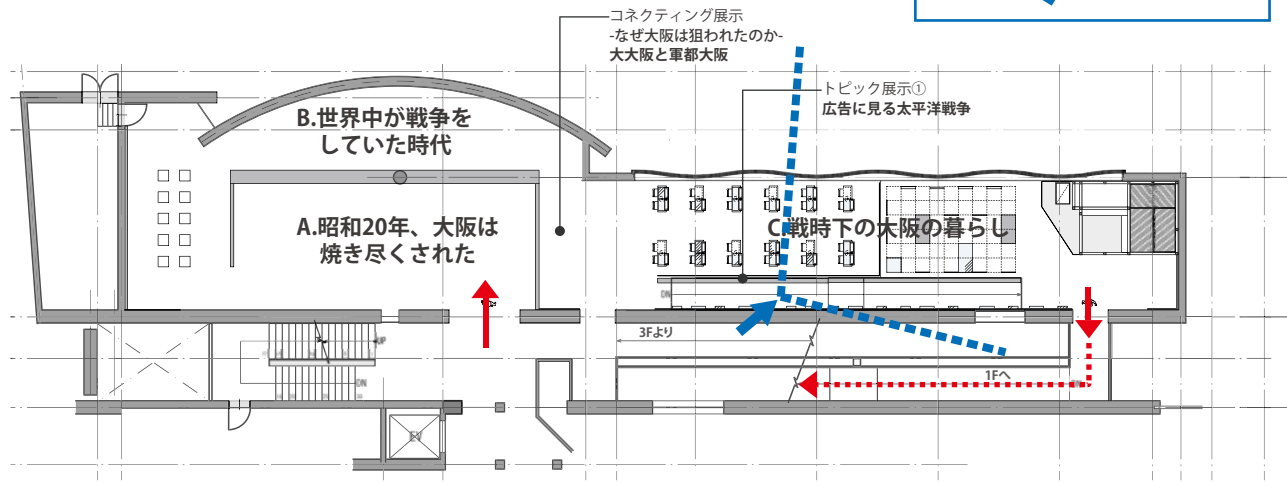 コネクティング展示
-なぜ大阪は狙われたのか-
大大阪と軍都大阪
トピック展示①
広告に見る太平洋戦争
B.世界中が戦争を
していた時代
A.昭和20年、大阪は
焼き尽くされた
C.戦時下の大阪の暮らし
DN
3Fより
UP
DN
1Fへ
DN
EV